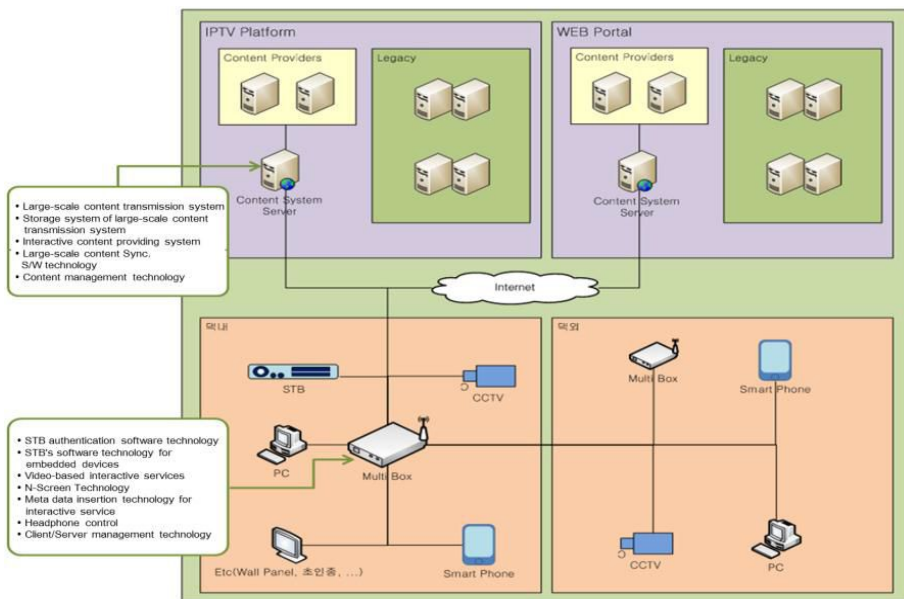 IPTV Platform
Content Providers
Legacy
Content System
Server
WEB Portal
Content Providers
Legacy
Content System
Server
• Large-scale content transmission system
• Storage system of large-scale content
transmission system
• Interactive content providing system
• Large-scale content Sync.
S/W technology
• Content management technology
Internet
댁내
STB
CCTV
PC
Multi Box
Etc(Wall Panel, 초인종, ...)
Smart Phone
댁외
Multi Box
Smart Phone
CCTV
PC
• STB authentication software technology
• STB's software technology for
embedded devices
• Video-based interactive services
• N-Screen Technology
• Meta data insertion technology for
interactive service
• Headphone control
• Client/Server management technology